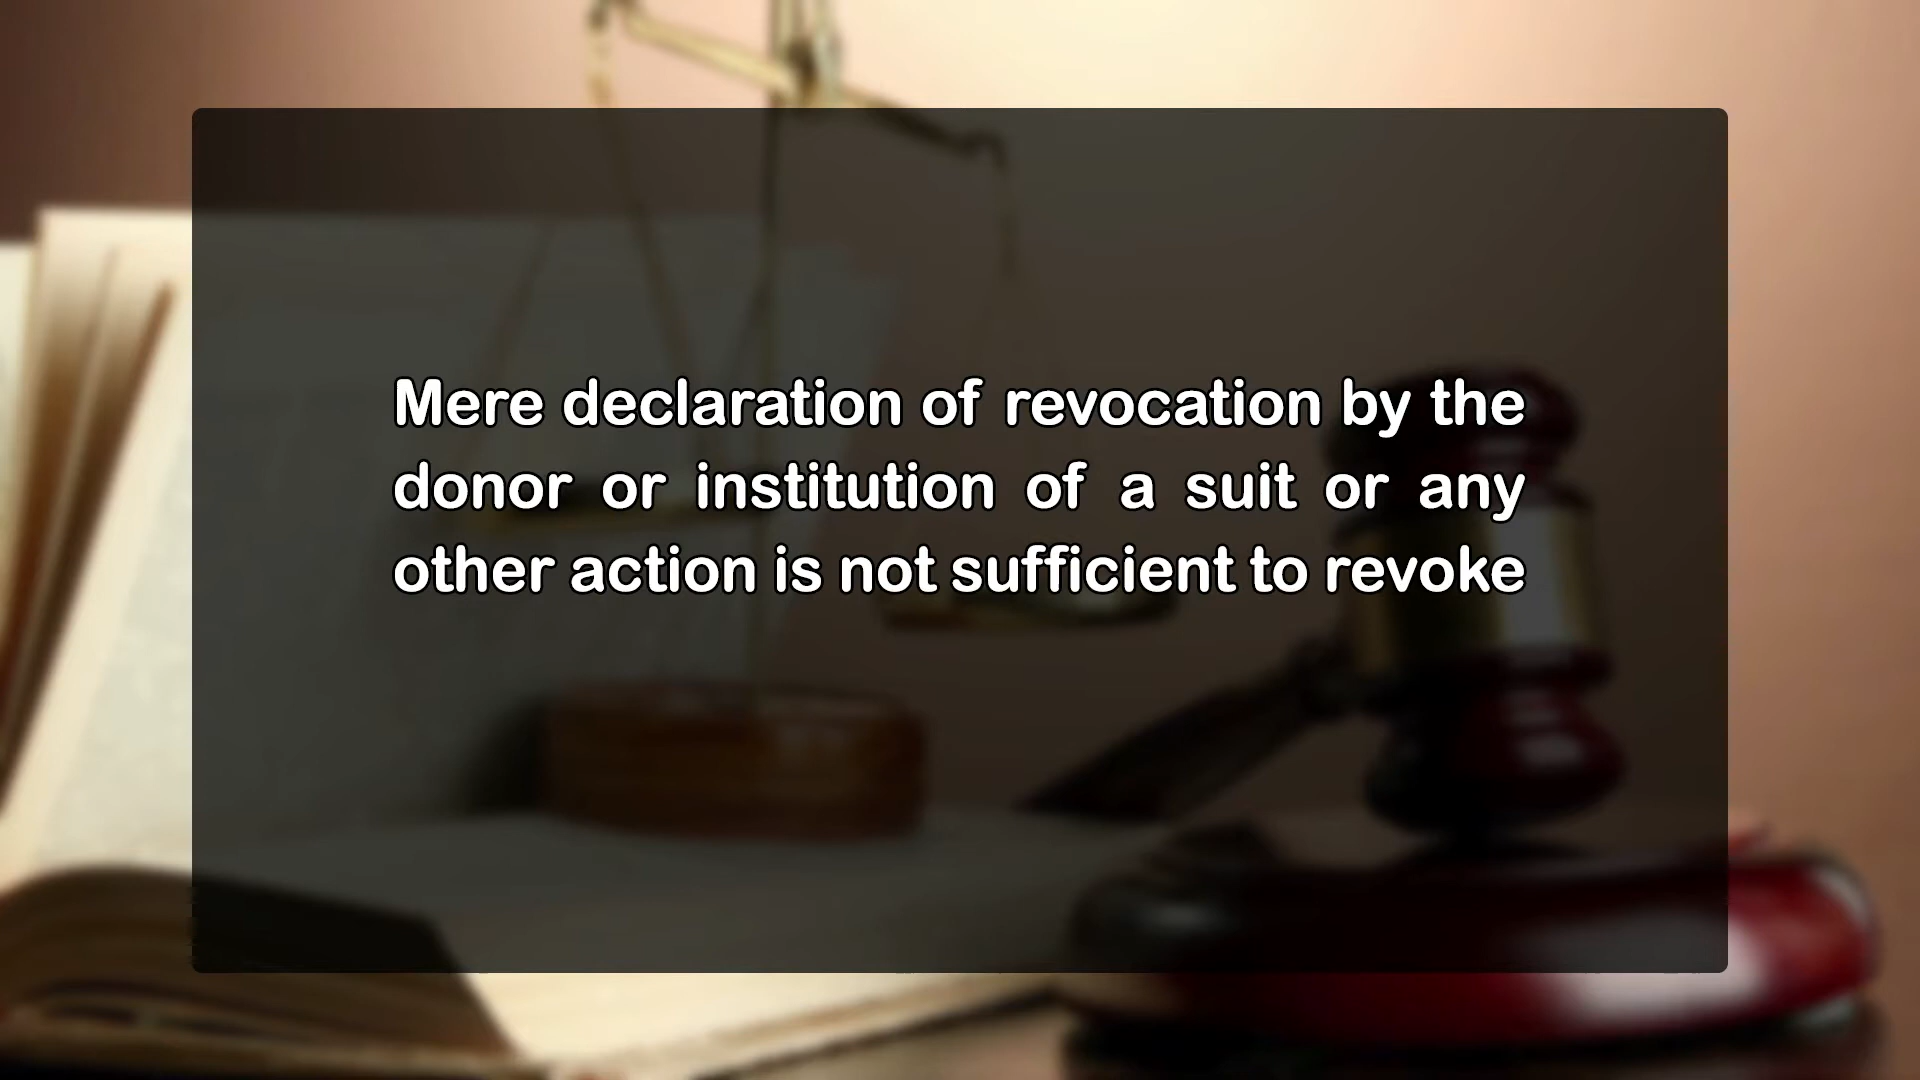 Mere declaration of revocation by the
donor or institution of a suit or any
other action is not sufficient to revoke